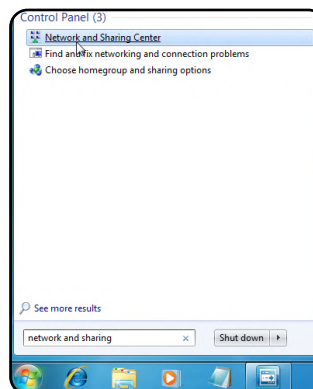 Control Panel (3)
Network and Sharing Center
Find and fix networking and connection problems
Choose homegroup and sharing options
See more results
network and sharing
Shut down